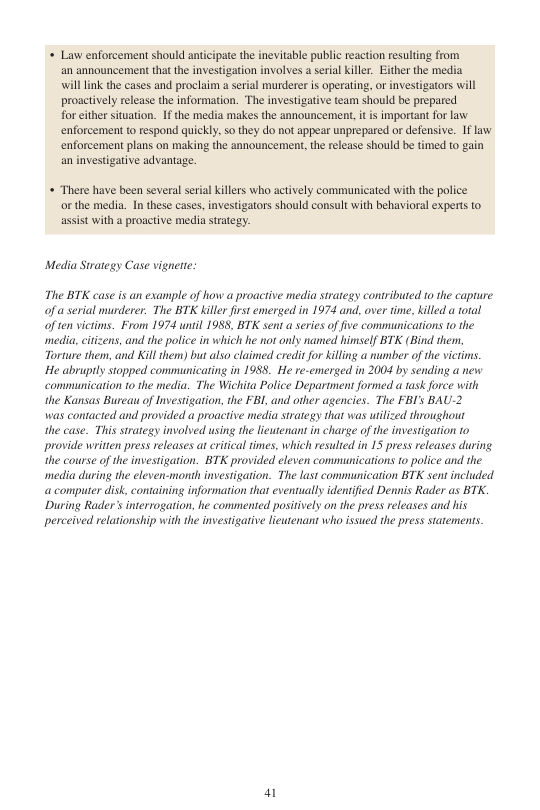 • Law enforcement should anticipate the inevitable public reaction resulting from
an announcement that the investigation involves a serial killer. Either the media
will link the cases and proclaim a serial murderer is operating, or investigators will
proactively release the information. The investigative team should be prepared
for either situation. If the media makes the announcement, it is important for law
enforcement to respond quickly, so they do not appear unprepared or defensive. If law
enforcement plans on making the announcement, the release should be timed to gain
an investigative advantage.
• There have been several serial killers who actively communicated with the police
or the media. In these cases, investigators should consult with behavioral experts to
assist with a proactive media strategy.
Media Strategy Case vignette:
The BTK case is an example of how a proactive media strategy contributed to the capture
of a serial murderer. The BTK killer first emerged in 1974 and, over time, killed a total
of ten victims. From 1974 until 1988, BTK sent a series of five communications to the
media, citizens, and the police in which he not only named himself BTK (Bind them,
Torture them, and Kill them) but also claimed credit for killing a number of the victims.
He abruptly stopped communicating in 1988. He re-emerged in 2004 by sending a new
communication to the media. The Wichita Police Department formed a task force with
the Kansas Bureau of Investigation, the FBI, and other agencies. The FBI's BAU-2
was contacted and provided a proactive media strategy that was utilized throughout
the case. This strategy involved using the lieutenant in charge of the investigation to
provide written press releases at critical times, which resulted in 15 press releases during
the course of the investigation. BTK provided eleven communications to police and the
media during the eleven-month investigation. The last communication BTK sent included
a computer disk, containing information that eventually identified Dennis Rader as BTK.
During Rader's interrogation, he commented positively on the press releases and his
perceived relationship with the investigative lieutenant who issued the press statements.
41